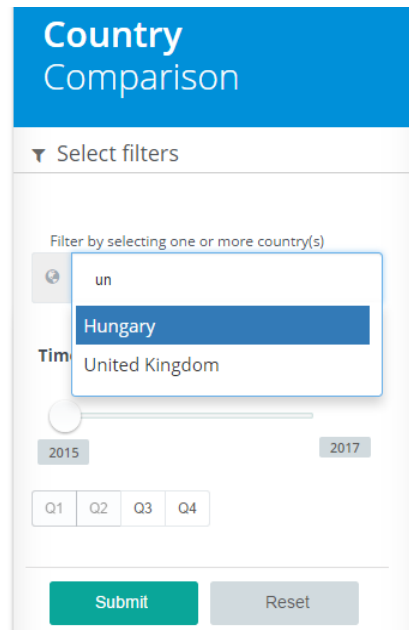 Country
Comparison
Select filters
Filter by selecting one or more country(s)
un
Hungary
Tim
United Kingdom
2015
2017
Q1 Q2 Q3 Q4
Submit Reset